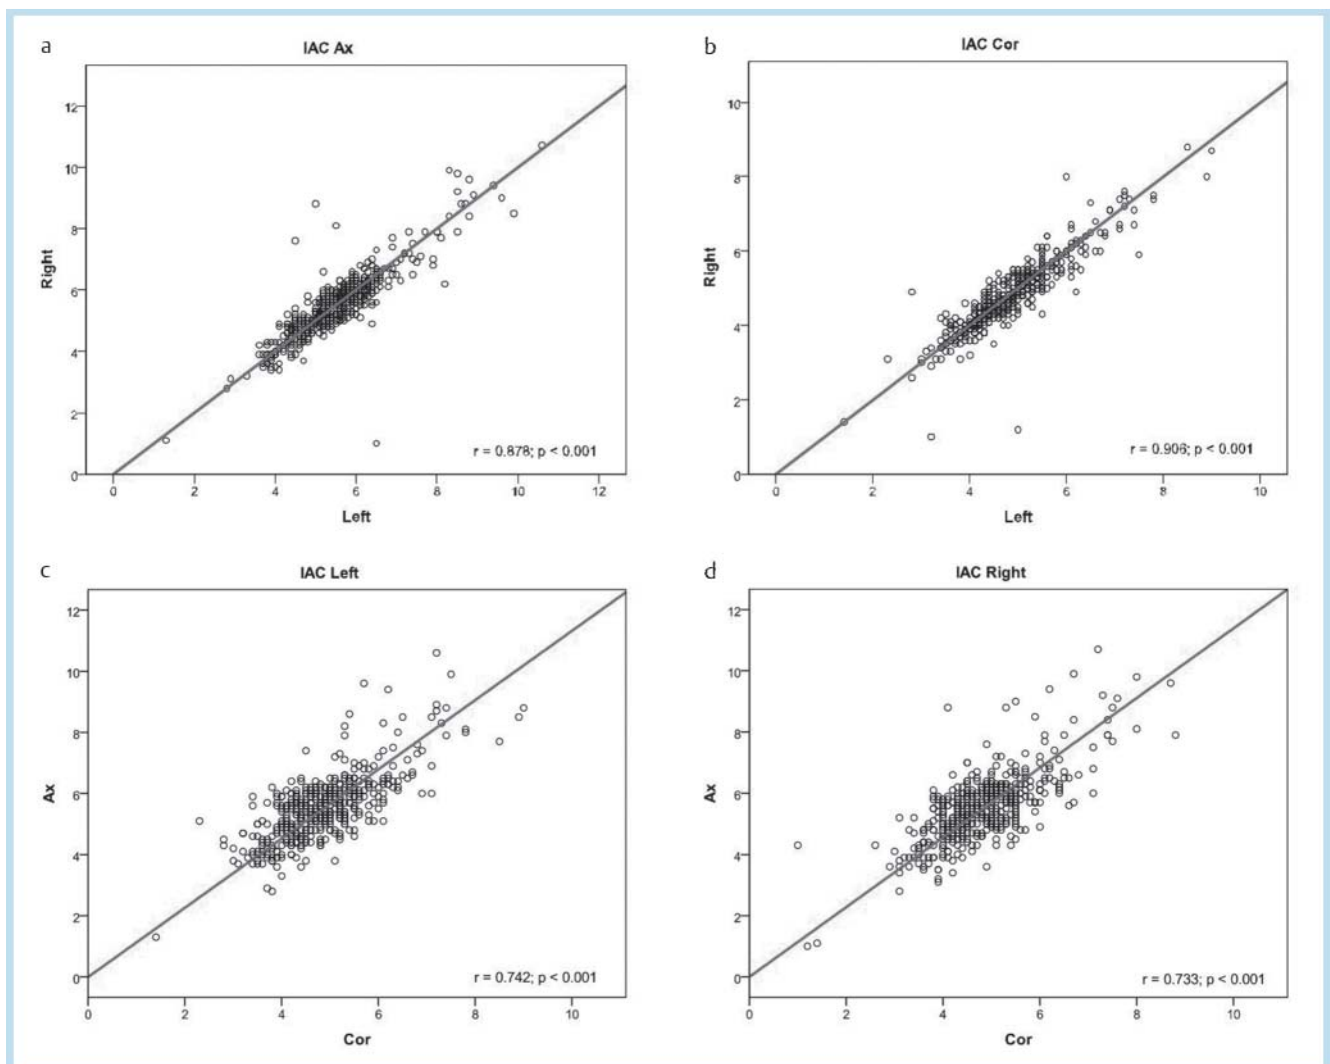 a
IAC Ax
12
10
8
6
4
2
0
Right
0 2 4 6 8 10 12
Left
r = 0.878; p < 0.001
b
IAC Cor
10
8
6
4
2
0
Right
0 2 4 6 8 10
Left
r = 0.906; p < 0.001
c
IAC Left
12
10
8
6
4
2
0
Ax
0 2 4 6 8 10
Cor
r = 0.742; p < 0.001
d
IAC Right
12
10
8
6
4
2
0
Ax
0 2 4 6 8 10
Cor
r = 0.733; p < 0.001